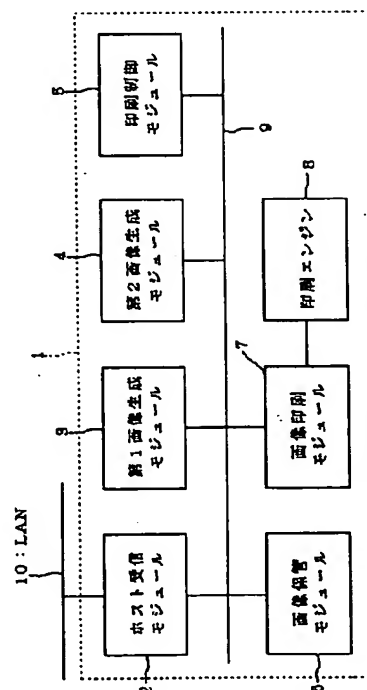 10:LAN
1
2
ホスト受信
モジュール
3
第1画像生成
モジュール
4
第2画像生成
モジュール
5
印刷制御
モジュール
9
6
画像保管
モジュール
7
画像印刷
モジュール
8
印刷エンジン